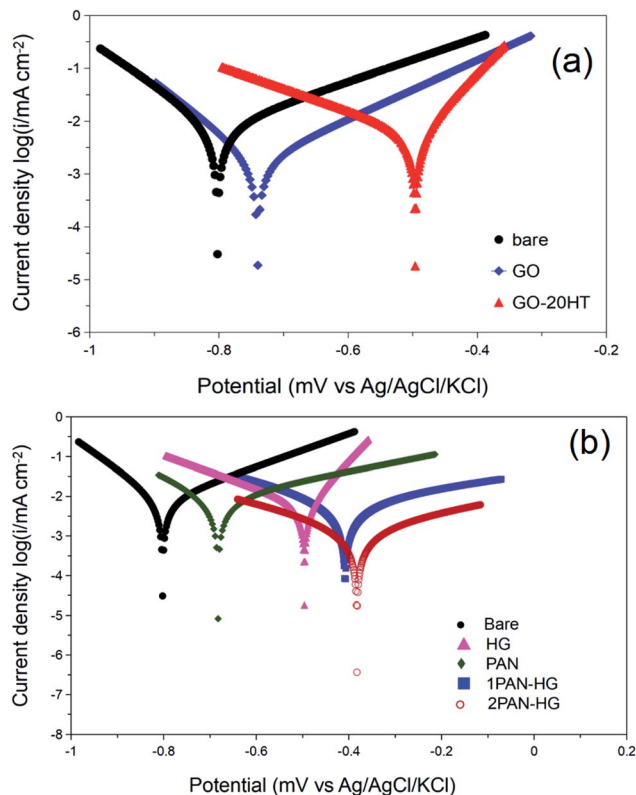 0
(a)
-1
-2
-3
-4
-5
-6
Current density log(i/mA cm⁻²)
bare
GO
GO-20HT
-1 -0.8 -0.6 -0.4 -0.2
Potential (mV vs Ag/AgCl/KCl)
0
(b)
-1
-2
-3
-4
-5
-6
-7
-8
Current density log(i/mA cm⁻²)
Bare
HG
PAN
1PAN-HG
2PAN-HG
-1 -0.8 -0.6 -0.4 -0.2 0 0.2
Potential (mV vs Ag/AgCl/KCl)